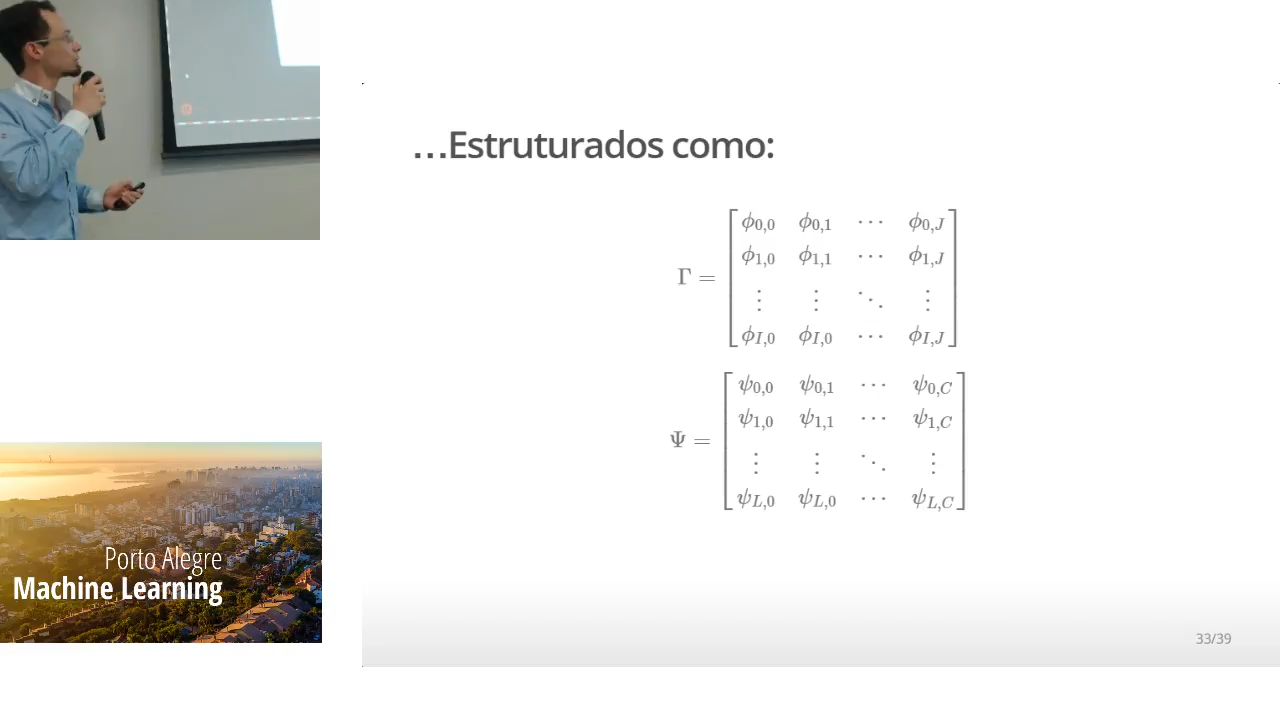 …Estruturados como:
Γ =
ϕ0,0 ϕ0,1 ⋯ ϕ0,J
ϕ1,0 ϕ1,1 ⋯ ϕ1,J
⋮ ⋮ ⋱ ⋮
ϕI,0 ϕI,0 ⋯ ϕI,J
Ψ =
ψ0,0 ψ0,1 ⋯ ψ0,C
ψ1,0 ψ1,1 ⋯ ψ1,C
⋮ ⋮ ⋱ ⋮
ψL,0 ψL,0 ⋯ ψL,C
Porto Alegre
Machine Learning
33/39